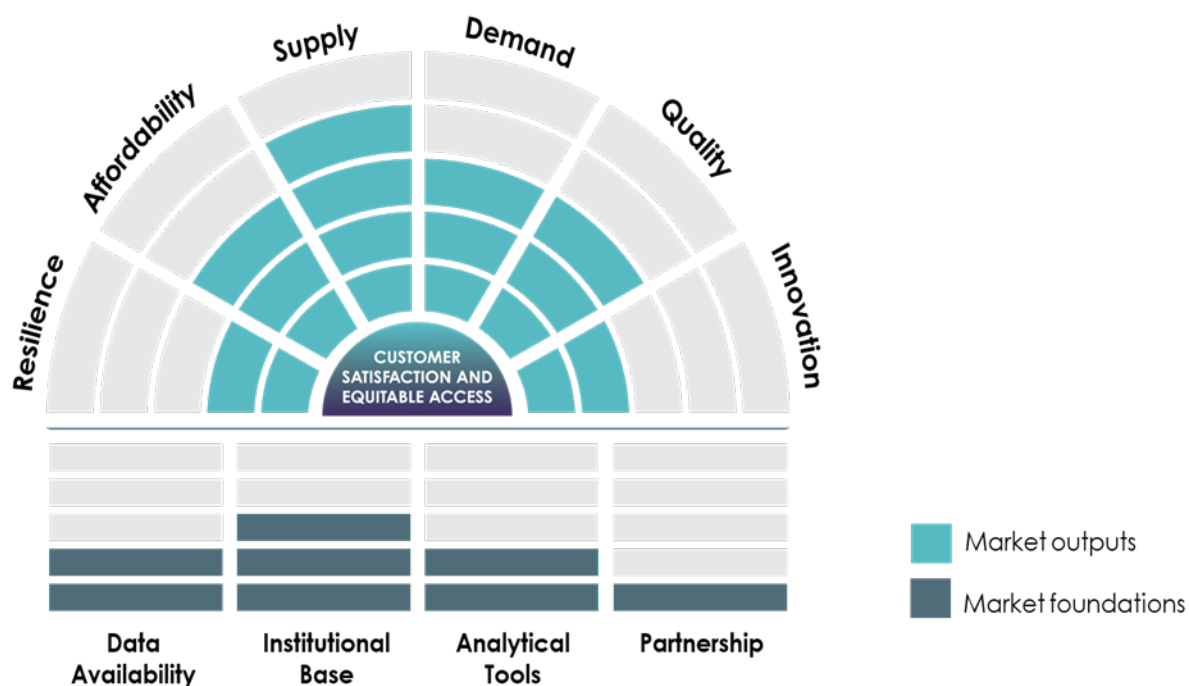 Supply
Demand
Affordability
Quality
Resilience
Innovation
CUSTOMER
SATISFACTION AND
EQUITABLE ACCESS
Market outputs
Market foundations
Data
Availability
Institutional
Base
Analytical
Tools
Partnership